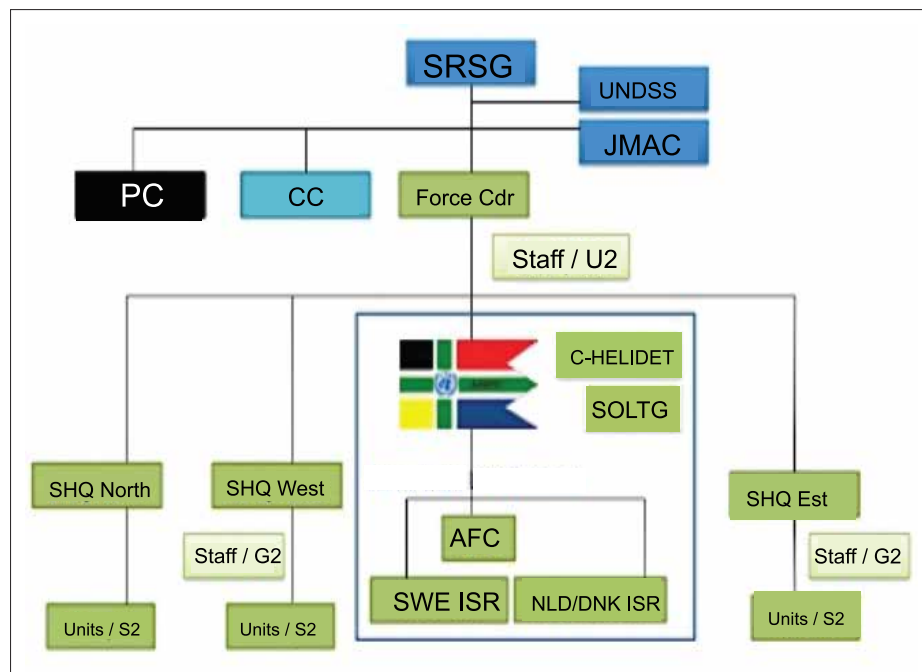 SRSG
UNDSS
JMAC
PC
CC
Force Cdr
Staff / U2
C-HELIDET
SOLTG
SHQ North
SHQ West
SHQ Est
AFC
Staff / G2
Staff / G2
SWE ISR
NLD/DNK ISR
Units / S2
Units / S2
Units / S2